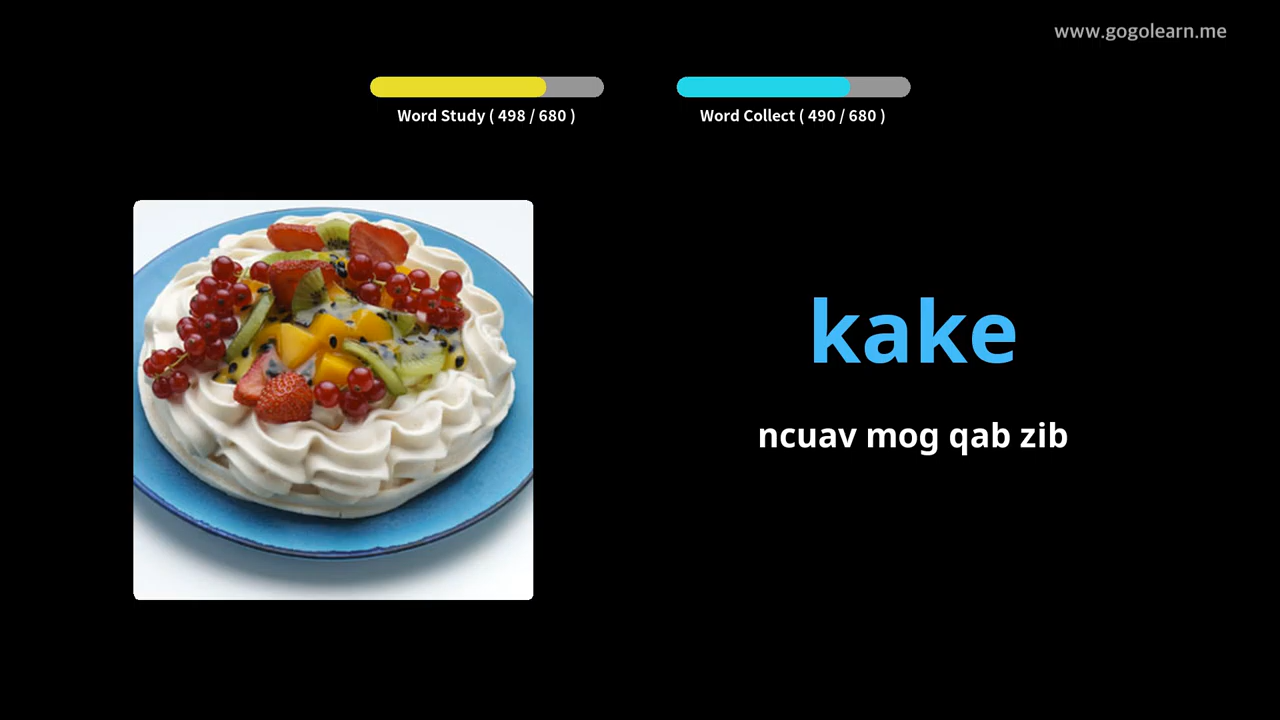 www.gogolearn.me
Word Study ( 498 / 680 )
Word Collect ( 490 / 680 )
kake
ncuav mog qab zib